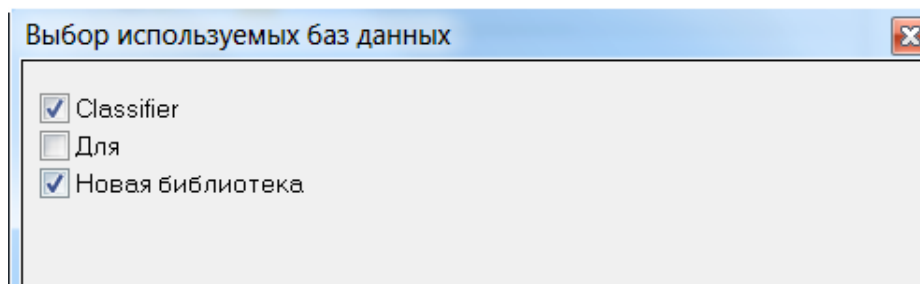 Выбор используемых баз данных
Classifier
Для
Новая библиотека